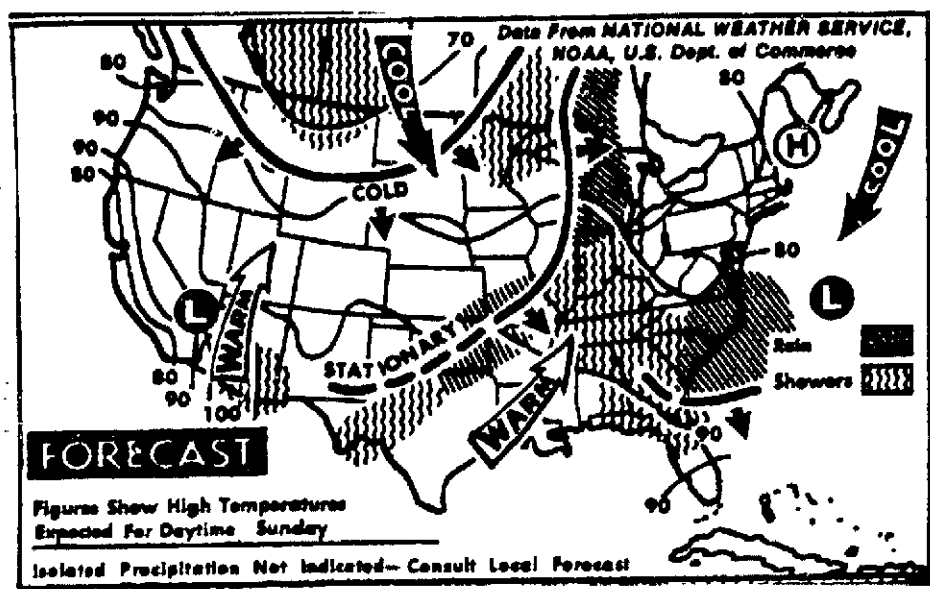 Data From NATIONAL WEATHER SERVICE,
NOAA, U.S. Dept. of Commerce
70
80
80
90
90
80
COOL
COOL
H
COLD
80
L
L
WARM
STATIONARY
WARM
Rain
Showers
80
90
100
90
90
FORECAST
Figures Show High Temperatures
Expected For Daytime Sunday
Isolated Precipitation Not Indicated— Consult Local Forecast